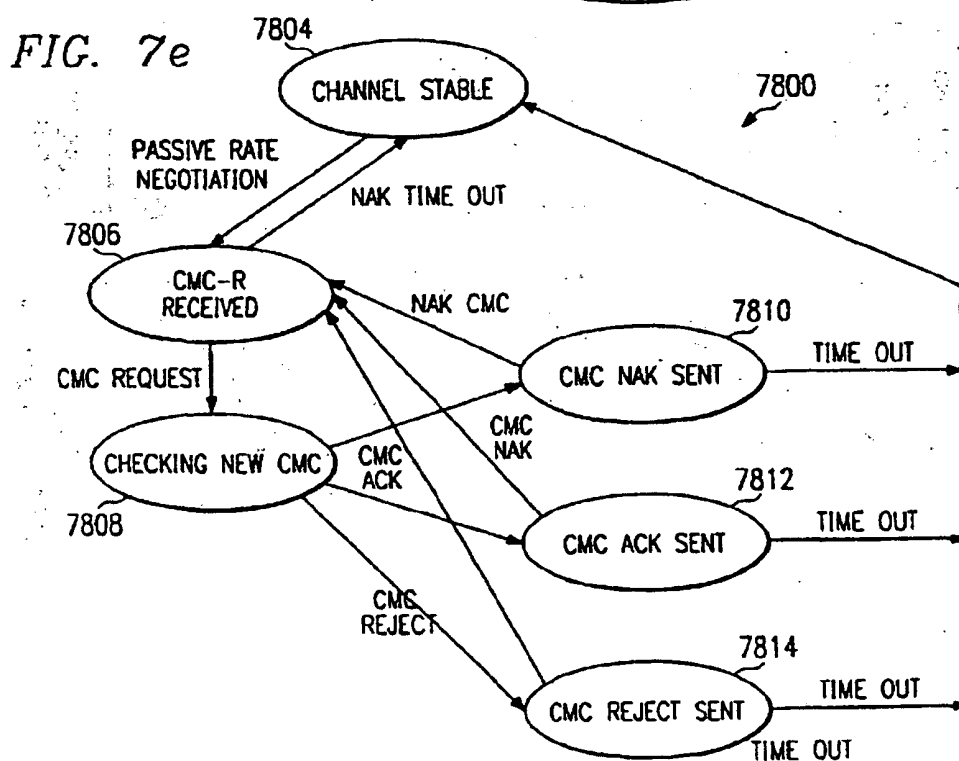 FIG. 7e
7804
CHANNEL STABLE
7800
PASSIVE RATE
NEGOTIATION
NAK TIME OUT
7806
CMC-R
RECEIVED
NAK CMC
7810
TIME OUT
CMC NAK SENT
CMC REQUEST
CMC
NAK
CHECKING NEW CMC
CMC
ACK
7812
7808
TIME OUT
CMC ACK SENT
CMC
REJECT
7814
TIME OUT
CMC REJECT SENT
TIME OUT